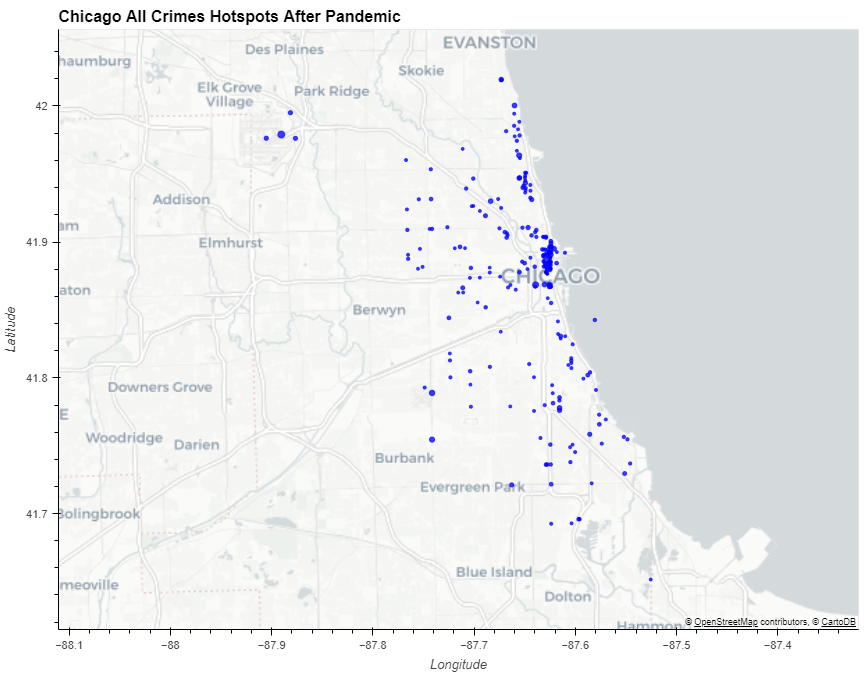 Chicago All Crimes Hotspots After Pandemic
EVANSTON
Des Plaines
haumburg
Skokie
Elk Grove
Village
Park Ridge
42
Addison
am
41.9
Elmhurst
CHICAGO
aton
Berwyn
Latitude
41.8
Downers Grove
E
Woodridge
Darien
Burbank
Evergreen Park
41.7
Bolingbrook
Blue Island
meoville
Dolton
Hammon
© OpenStreetMap contributors, © CartoDB
−88.1
−88
−87.9
−87.8
−87.7
−87.6
−87.5
−87.4
Longitude